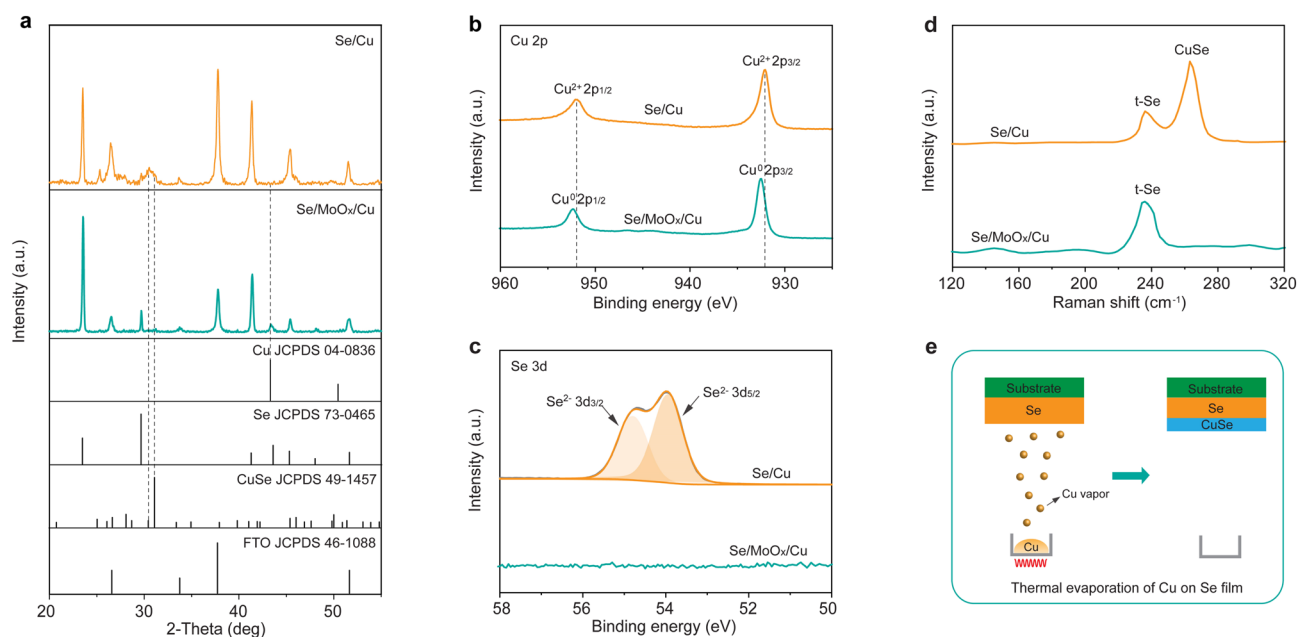 a
Se/Cu
Se/MoOₓ/Cu
Cu JCPDS 04-0836
Se JCPDS 73-0465
CuSe JCPDS 49-1457
FTO JCPDS 46-1088
Intensity (a.u.)
20 30 40 50
2-Theta (deg)
b
Cu 2p
Cu²⁺ 2p₁/₂
Cu²⁺ 2p₃/₂
Se/Cu
Cu⁰ 2p₁/₂
Cu⁰ 2p₃/₂
Se/MoOₓ/Cu
Intensity (a.u.)
960 950 940 930
Binding energy (eV)
c
Se 3d
Se²⁻ 3d₃/₂
Se²⁻ 3d₅/₂
Se/Cu
Se/MoOₓ/Cu
Intensity (a.u.)
58 56 54 52 50
Binding energy (eV)
d
CuSe
t-Se
Se/Cu
t-Se
Se/MoOₓ/Cu
Intensity (a.u.)
120 160 200 240 280 320
Raman shift (cm⁻¹)
e
Substrate
Se
Cu vapor
Cu
Substrate
Se
CuSe
Thermal evaporation of Cu on Se film